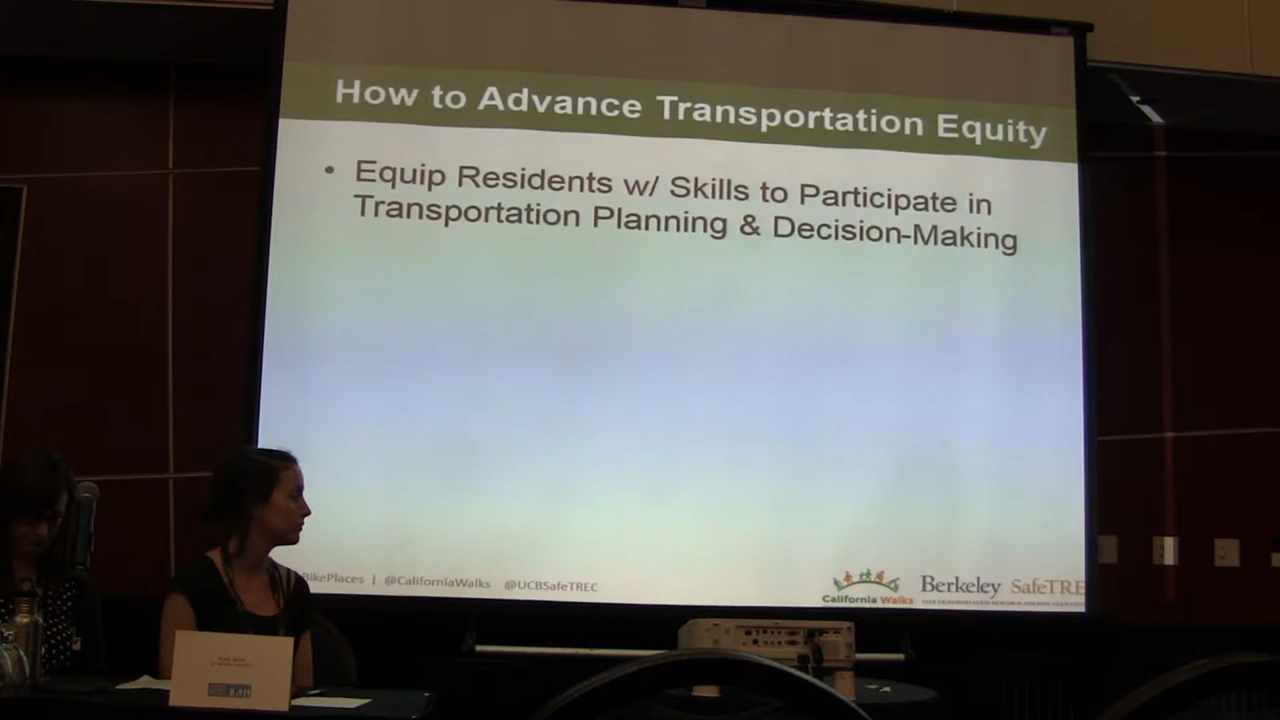 How to Advance Transportation Equity
• Equip Residents w/ Skills to Participate in
Transportation Planning & Decision-Making
BikePlaces | @CaliforniaWalks @UCBSafeTREC
California Walks
Berkeley SafeTRE